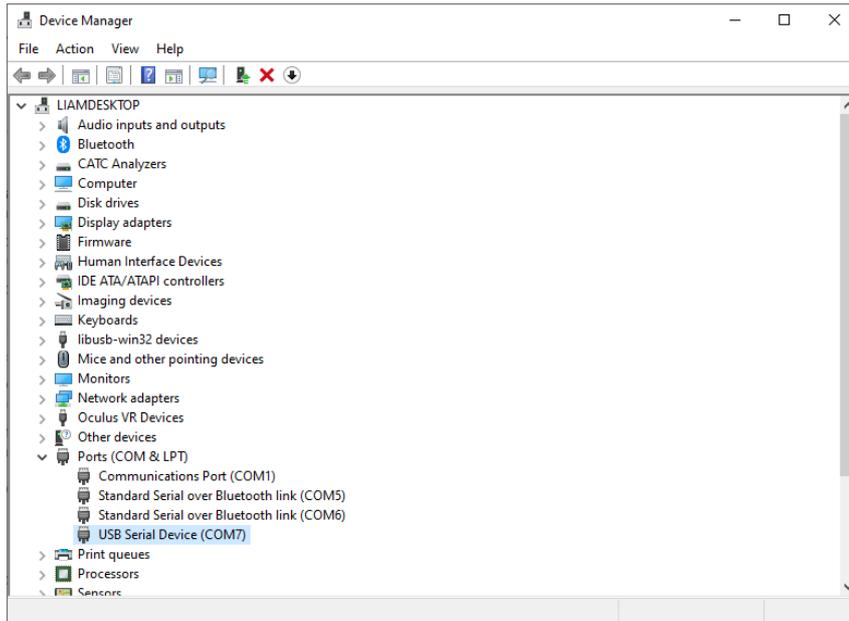 Device Manager
File Action View Help
LIAMDESKTOP
Audio inputs and outputs
Bluetooth
CATC Analyzers
Computer
Disk drives
Display adapters
Firmware
Human Interface Devices
IDE ATA/ATAPI controllers
Imaging devices
Keyboards
libusb-win32 devices
Mice and other pointing devices
Monitors
Network adapters
Oculus VR Devices
Other devices
Ports (COM & LPT)
Communications Port (COM1)
Standard Serial over Bluetooth link (COM5)
Standard Serial over Bluetooth link (COM6)
USB Serial Device (COM7)
Print queues
Processors
Sensors